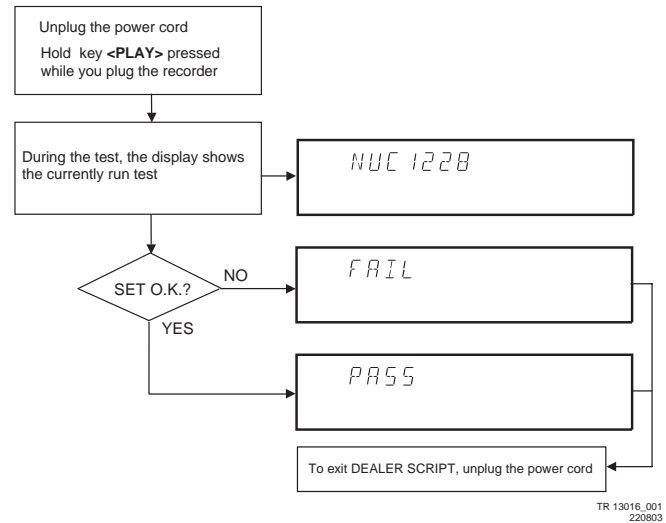 Unplug the power cord
Hold key <PLAY> pressed
while you plug the recorder
During the test, the display shows
the currently run test
NUC1228
SET O.K.?
NO
FAIL
YES
PASS
To exit DEALER SCRIPT, unplug the power cord
TR 13016_001
220803